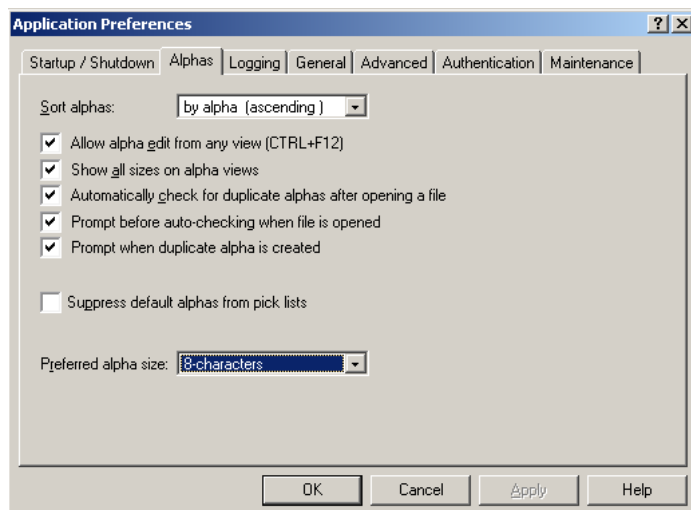 Application Preferences
Startup / Shutdown Alphas Logging General Advanced Authentication Maintenance
Sort alphas: by alpha (ascending )
Allow alpha edit from any view (CTRL+F12)
Show all sizes on alpha views
Automatically check for duplicate alphas after opening a file
Prompt before auto-checking when file is opened
Prompt when duplicate alpha is created
Suppress default alphas from pick lists
Preferred alpha size: 8-characters
OK Cancel Apply Help